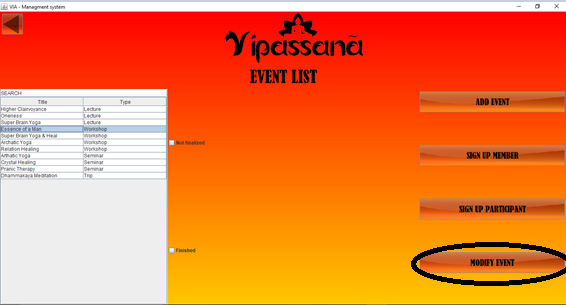 VIA - Managment system
Vipassanā
EVENT LIST
SEARCH
Title Type
Higher Clairvoyance Lecture
Oneness Lecture
Super Brain Yoga Lecture
Essence of a Man Workshop
Super Brain Yoga & Heal Workshop
Archatic Yoga Workshop
Relation Healing Workshop
Arhatic Yoga Seminar
Crystal Healing Seminar
Pranic Therapy Seminar
Dhammakaya Meditation Trip
Not Realized
Finished
ADD EVENT
SIGN UP MEMBER
SIGN UP PARTICIPANT
MODIFY EVENT